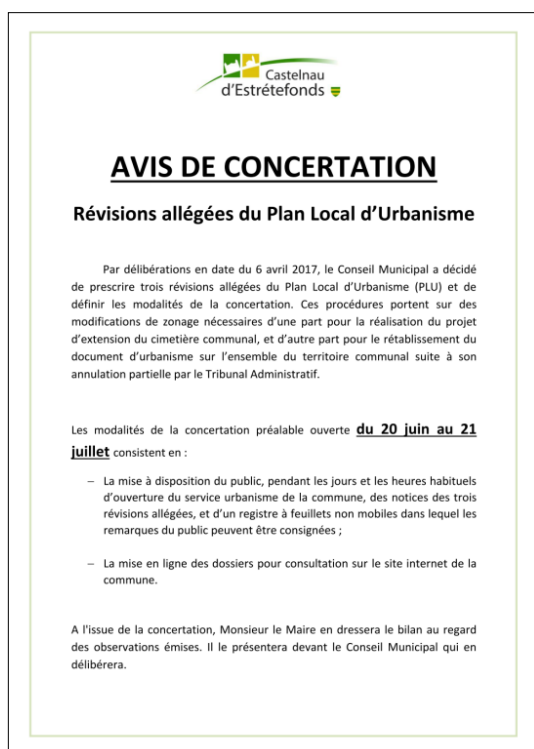 Castelnau
d'Estrétefonds
AVIS DE CONCERTATION
Révisions allégées du Plan Local d'Urbanisme
Par délibérations en date du 6 avril 2017, le Conseil Municipal a décidé
de prescrire trois révisions allégées du Plan Local d'Urbanisme (PLU) et de
définir les modalités de la concertation. Ces procédures portent sur des
modifications de zonage nécessaires d'une part pour la réalisation du projet
d'extension du cimetière communal, et d'autre part pour le rétablissement du
document d'urbanisme sur l'ensemble du territoire communal suite à son
annulation partielle par le Tribunal Administratif.
Les modalités de la concertation préalable ouverte du 20 juin au 21
juillet consistent en :
– La mise à disposition du public, pendant les jours et les heures habituels
d'ouverture du service urbanisme de la commune, des notices des trois
révisions allégées, et d'un registre à feuillets non mobiles dans lequel les
remarques du public peuvent être consignées ;
– La mise en ligne des dossiers pour consultation sur le site internet de la
commune.
A l'issue de la concertation, Monsieur le Maire en dressera le bilan au regard
des observations émises. Il le présentera devant le Conseil Municipal qui en
délibérera.